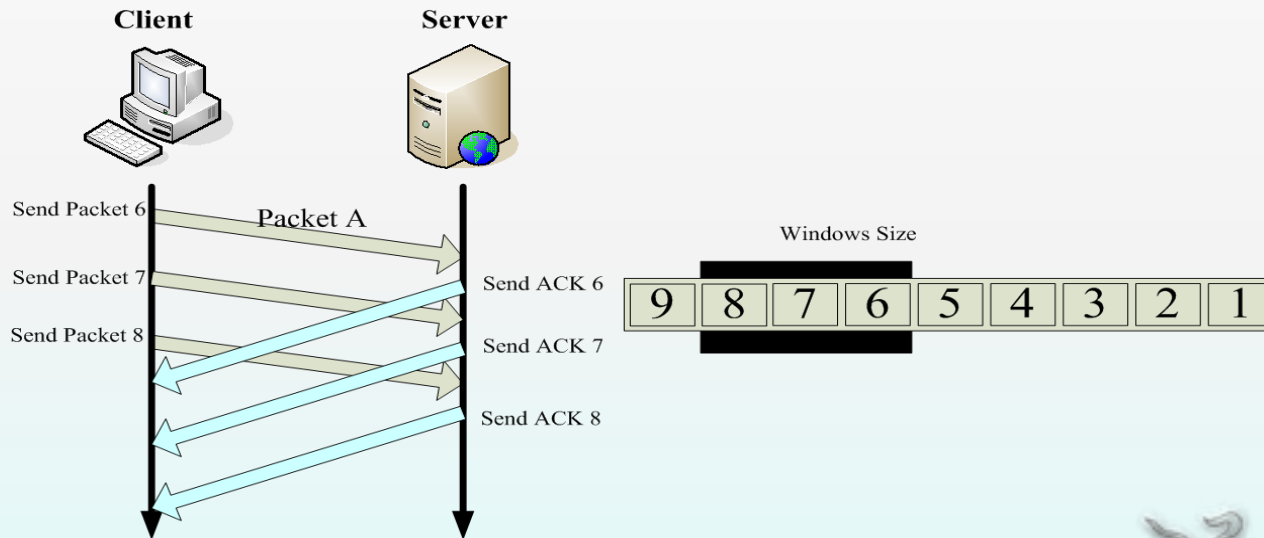 Client
Server
Send Packet 6
Packet A
Send Packet 7
Send Packet 8
Send ACK 6
Send ACK 7
Send ACK 8
Windows Size
9 8 7 6 5 4 3 2 1